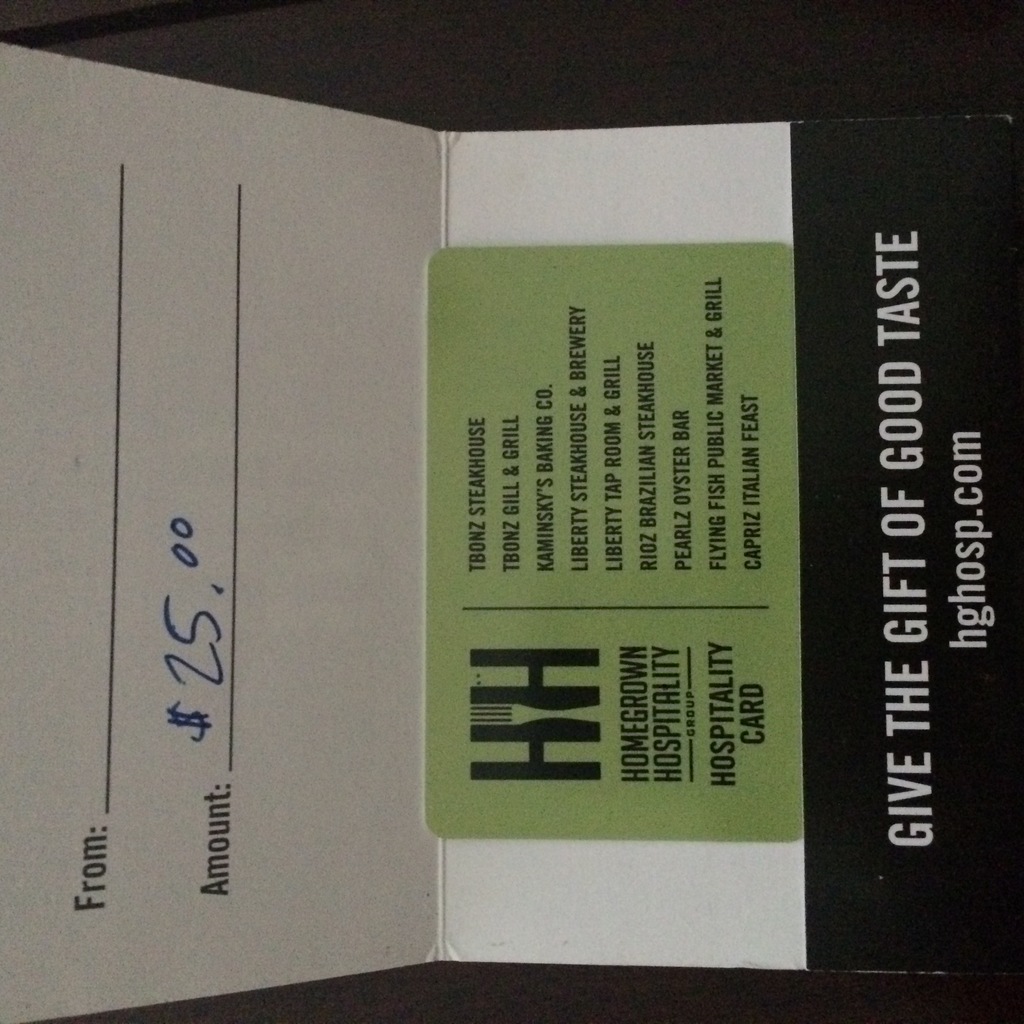 From:
Amount: $25.00
HH
HOMEGROWN
HOSPITALITY
GROUP
HOSPITALITY
CARD
TBONZ STEAKHOUSE
TBONZ GILL & GRILL
KAMINSKY'S BAKING CO.
LIBERTY STEAKHOUSE & BREWERY
LIBERTY TAP ROOM & GRILL
RIOZ BRAZILIAN STEAKHOUSE
PEARLZ OYSTER BAR
FLYING FISH PUBLIC MARKET & GRILL
CAPRIZ ITALIAN FEAST
GIVE THE GIFT OF GOOD TASTE
hghosp.com